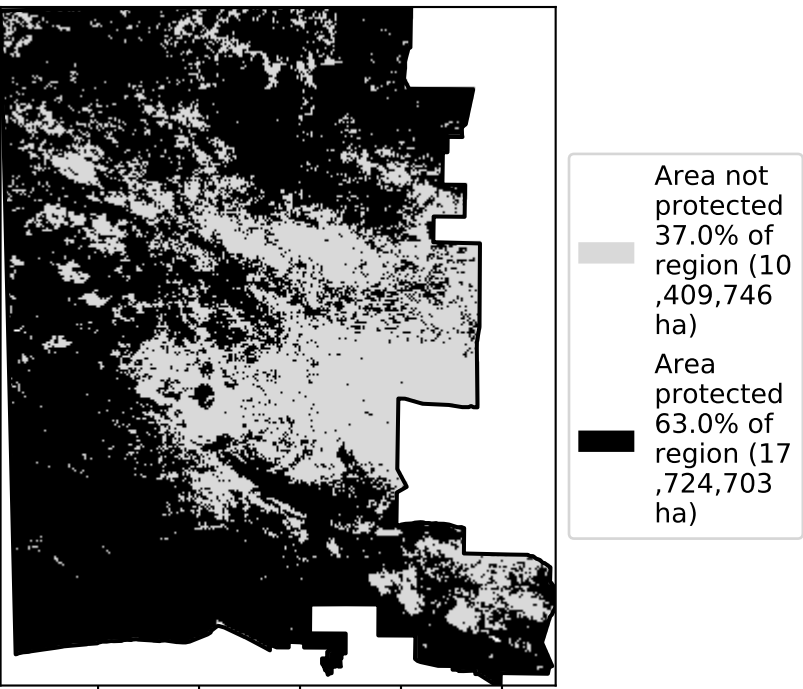 Area not
protected
37.0% of
region (10
,409,746
ha)
Area
protected
63.0% of
region (17
,724,703
ha)